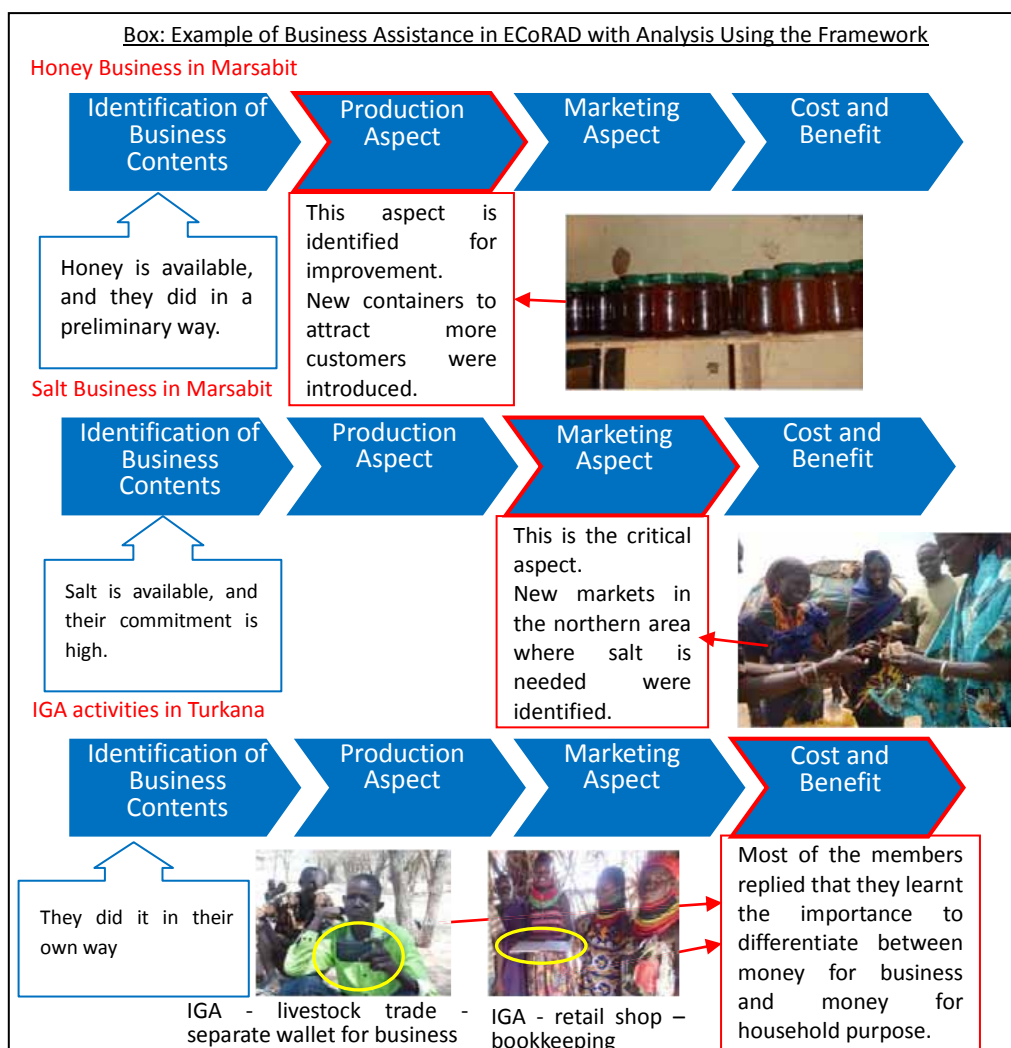 Box: Example of Business Assistance in ECoRAD with Analysis Using the Framework
Honey Business in Marsabit
Identification of
Business
Contents
Production
Aspect
Marketing
Aspect
Cost and
Benefit
Honey is available,
and they did in a
preliminary way.
This aspect is
identified for
improvement.
New containers to
attract more
customers were
introduced.
Salt Business in Marsabit
Identification of
Business
Contents
Production
Aspect
Marketing
Aspect
Cost and
Benefit
Salt is available, and
their commitment is
high.
This is the critical
aspect.
New markets in
the northern area
where salt is
needed were
identified.
IGA activities in Turkana
Identification of
Business
Contents
Production
Aspect
Marketing
Aspect
Cost and
Benefit
They did it in their
own way
IGA - livestock trade -
separate wallet for business
IGA - retail shop –
bookkeeping
Most of the members
replied that they learnt
the importance to
differentiate between
money for business
and money for
household purpose.